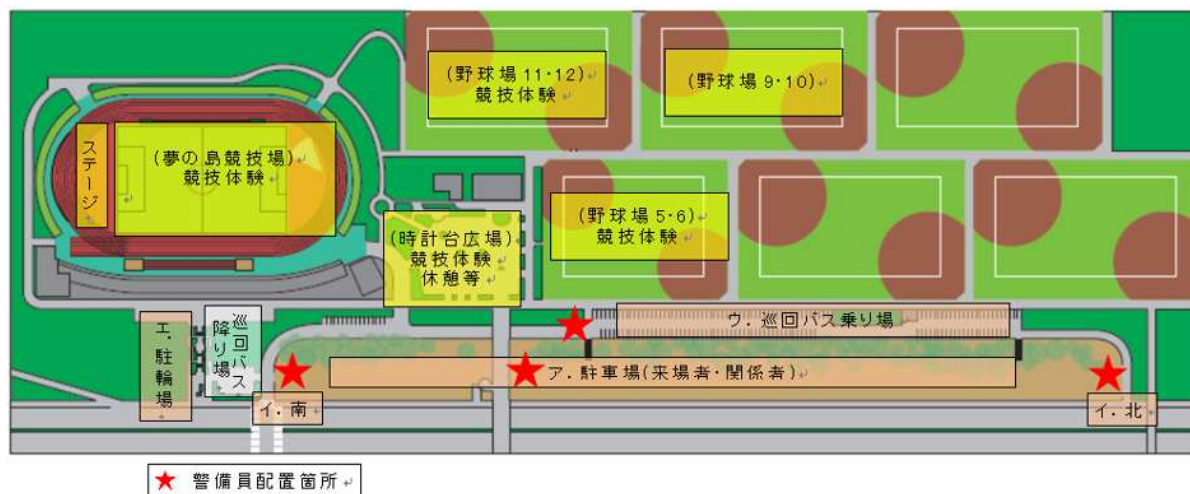 (野球場11・12)
競技体験
(野球場9・10)
ステージ
(夢の島競技場)
競技体験
(時計台広場)
競技体験
休憩等
(野球場5・6)
競技体験
エ．駐輪場
巡回バス
降り場
ウ．巡回バス乗り場
ア．駐車場(来場者・関係者)
イ．南
イ．北
★ 警備員配置箇所